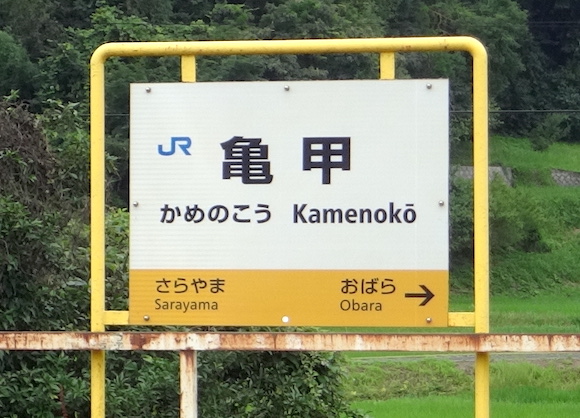 JR 亀甲
かめのこう Kamenokō
さらやま おばら →
Sarayama Obara